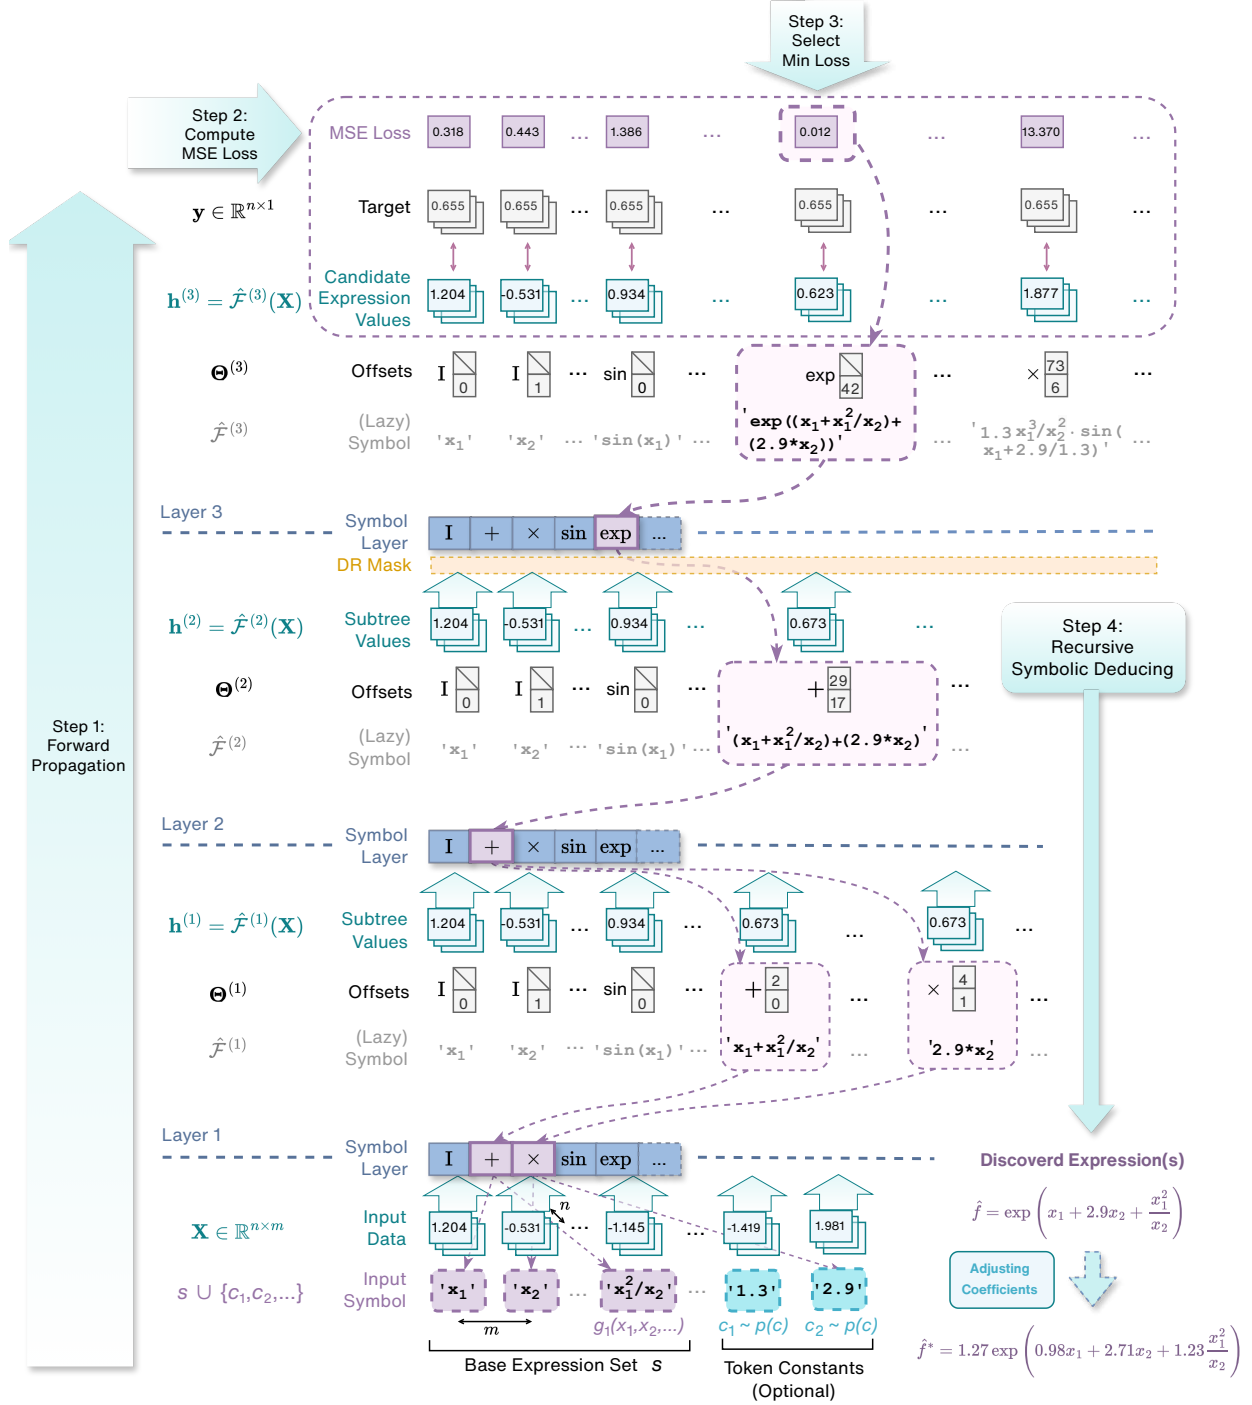 Step 3:
Select
Min Loss
Step 2:
Compute
MSE Loss
MSE Loss 0.318 0.443 ... 1.386 ... 0.012 ... 13.370 ...
y ∈ ℝ^{n×1} Target 0.655 0.655 ... 0.655 ... 0.655 ... 0.655 ...
h^{(3)} = F̂^{(3)}(X)
Candidate
Expression
Values
1.204 -0.531 ... 0.934 ... 0.623 ... 1.877 ...
Θ^{(3)} Offsets I 0 I 1 ... sin 0 ... exp 42 ... × 73 6 ...
F̂^{(3)} (Lazy)
Symbol
'x₁' 'x₂' ... 'sin(x₁)' ...
'exp((x₁+x₁²/x₂)+
(2.9*x₂))'
...
'1.3x₁³/x₂²·sin(
x₁+2.9/1.3)'
Layer 3
Symbol
Layer
I + × sin exp ...
DR Mask
h^{(2)} = F̂^{(2)}(X)
Subtree
Values
1.204 -0.531 ... 0.934 ... 0.673 ...
Θ^{(2)} Offsets I 0 I 1 ... sin 0 ... + 29 17 ...
F̂^{(2)} (Lazy)
Symbol
'x₁' 'x₂' ... 'sin(x₁)' ... '(x₁+x₁²/x₂)+(2.9*x₂)' ...
Step 4:
Recursive
Symbolic Deducing
Step 1:
Forward
Propagation
Layer 2
Symbol
Layer
I + × sin exp ...
h^{(1)} = F̂^{(1)}(X)
Subtree
Values
1.204 -0.531 ... 0.934 ... 0.673 ... 0.673 ...
Θ^{(1)} Offsets I 0 I 1 ... sin 0 ... + 2 0 ... × 4 1 ...
F̂^{(1)} (Lazy)
Symbol
'x₁' 'x₂' ... 'sin(x₁)' ... 'x₁+x₁²/x₂' ... '2.9*x₂' ...
Layer 1
Symbol
Layer
I + × sin exp ...
X ∈ ℝ^{n×m}
Input
Data
1.204 -0.531 n ... -1.145 ... -1.419 1.981
s ∪ {c₁,c₂,...}
Input
Symbol
'x₁' 'x₂' ... 'x₁²/x₂' ... '1.3' '2.9'
m g₁(x₁,x₂,...) c₁ ~ p(c) c₂ ~ p(c)
Base Expression Set s
Token Constants
(Optional)
Discoverd Expression(s)
f̂ = exp(x₁ + 2.9x₂ + x₁²/x₂)
Adjusting
Coefficients
f̂* = 1.27 exp(0.98x₁ + 2.71x₂ + 1.23 x₁²/x₂)